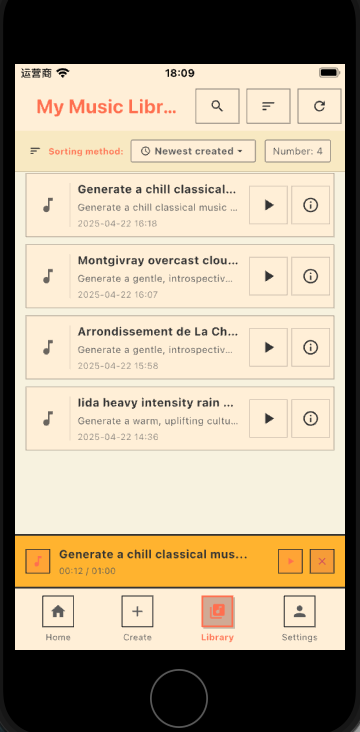 运营商 18:09
My Music Libr...
Sorting method: Newest created Number: 4
Generate a chill classical...
Generate a chill classical music ...
2025-04-22 16:18
Montgivray overcast clou...
Generate a gentle, introspectiv...
2025-04-22 16:07
Arrondissement de La Ch...
Generate a gentle, introspectiv...
2025-04-22 15:58
Iida heavy intensity rain ...
Generate a warm, uplifting cultu...
2025-04-22 14:36
Generate a chill classical mus...
00:12 / 01:00
Home Create Library Settings